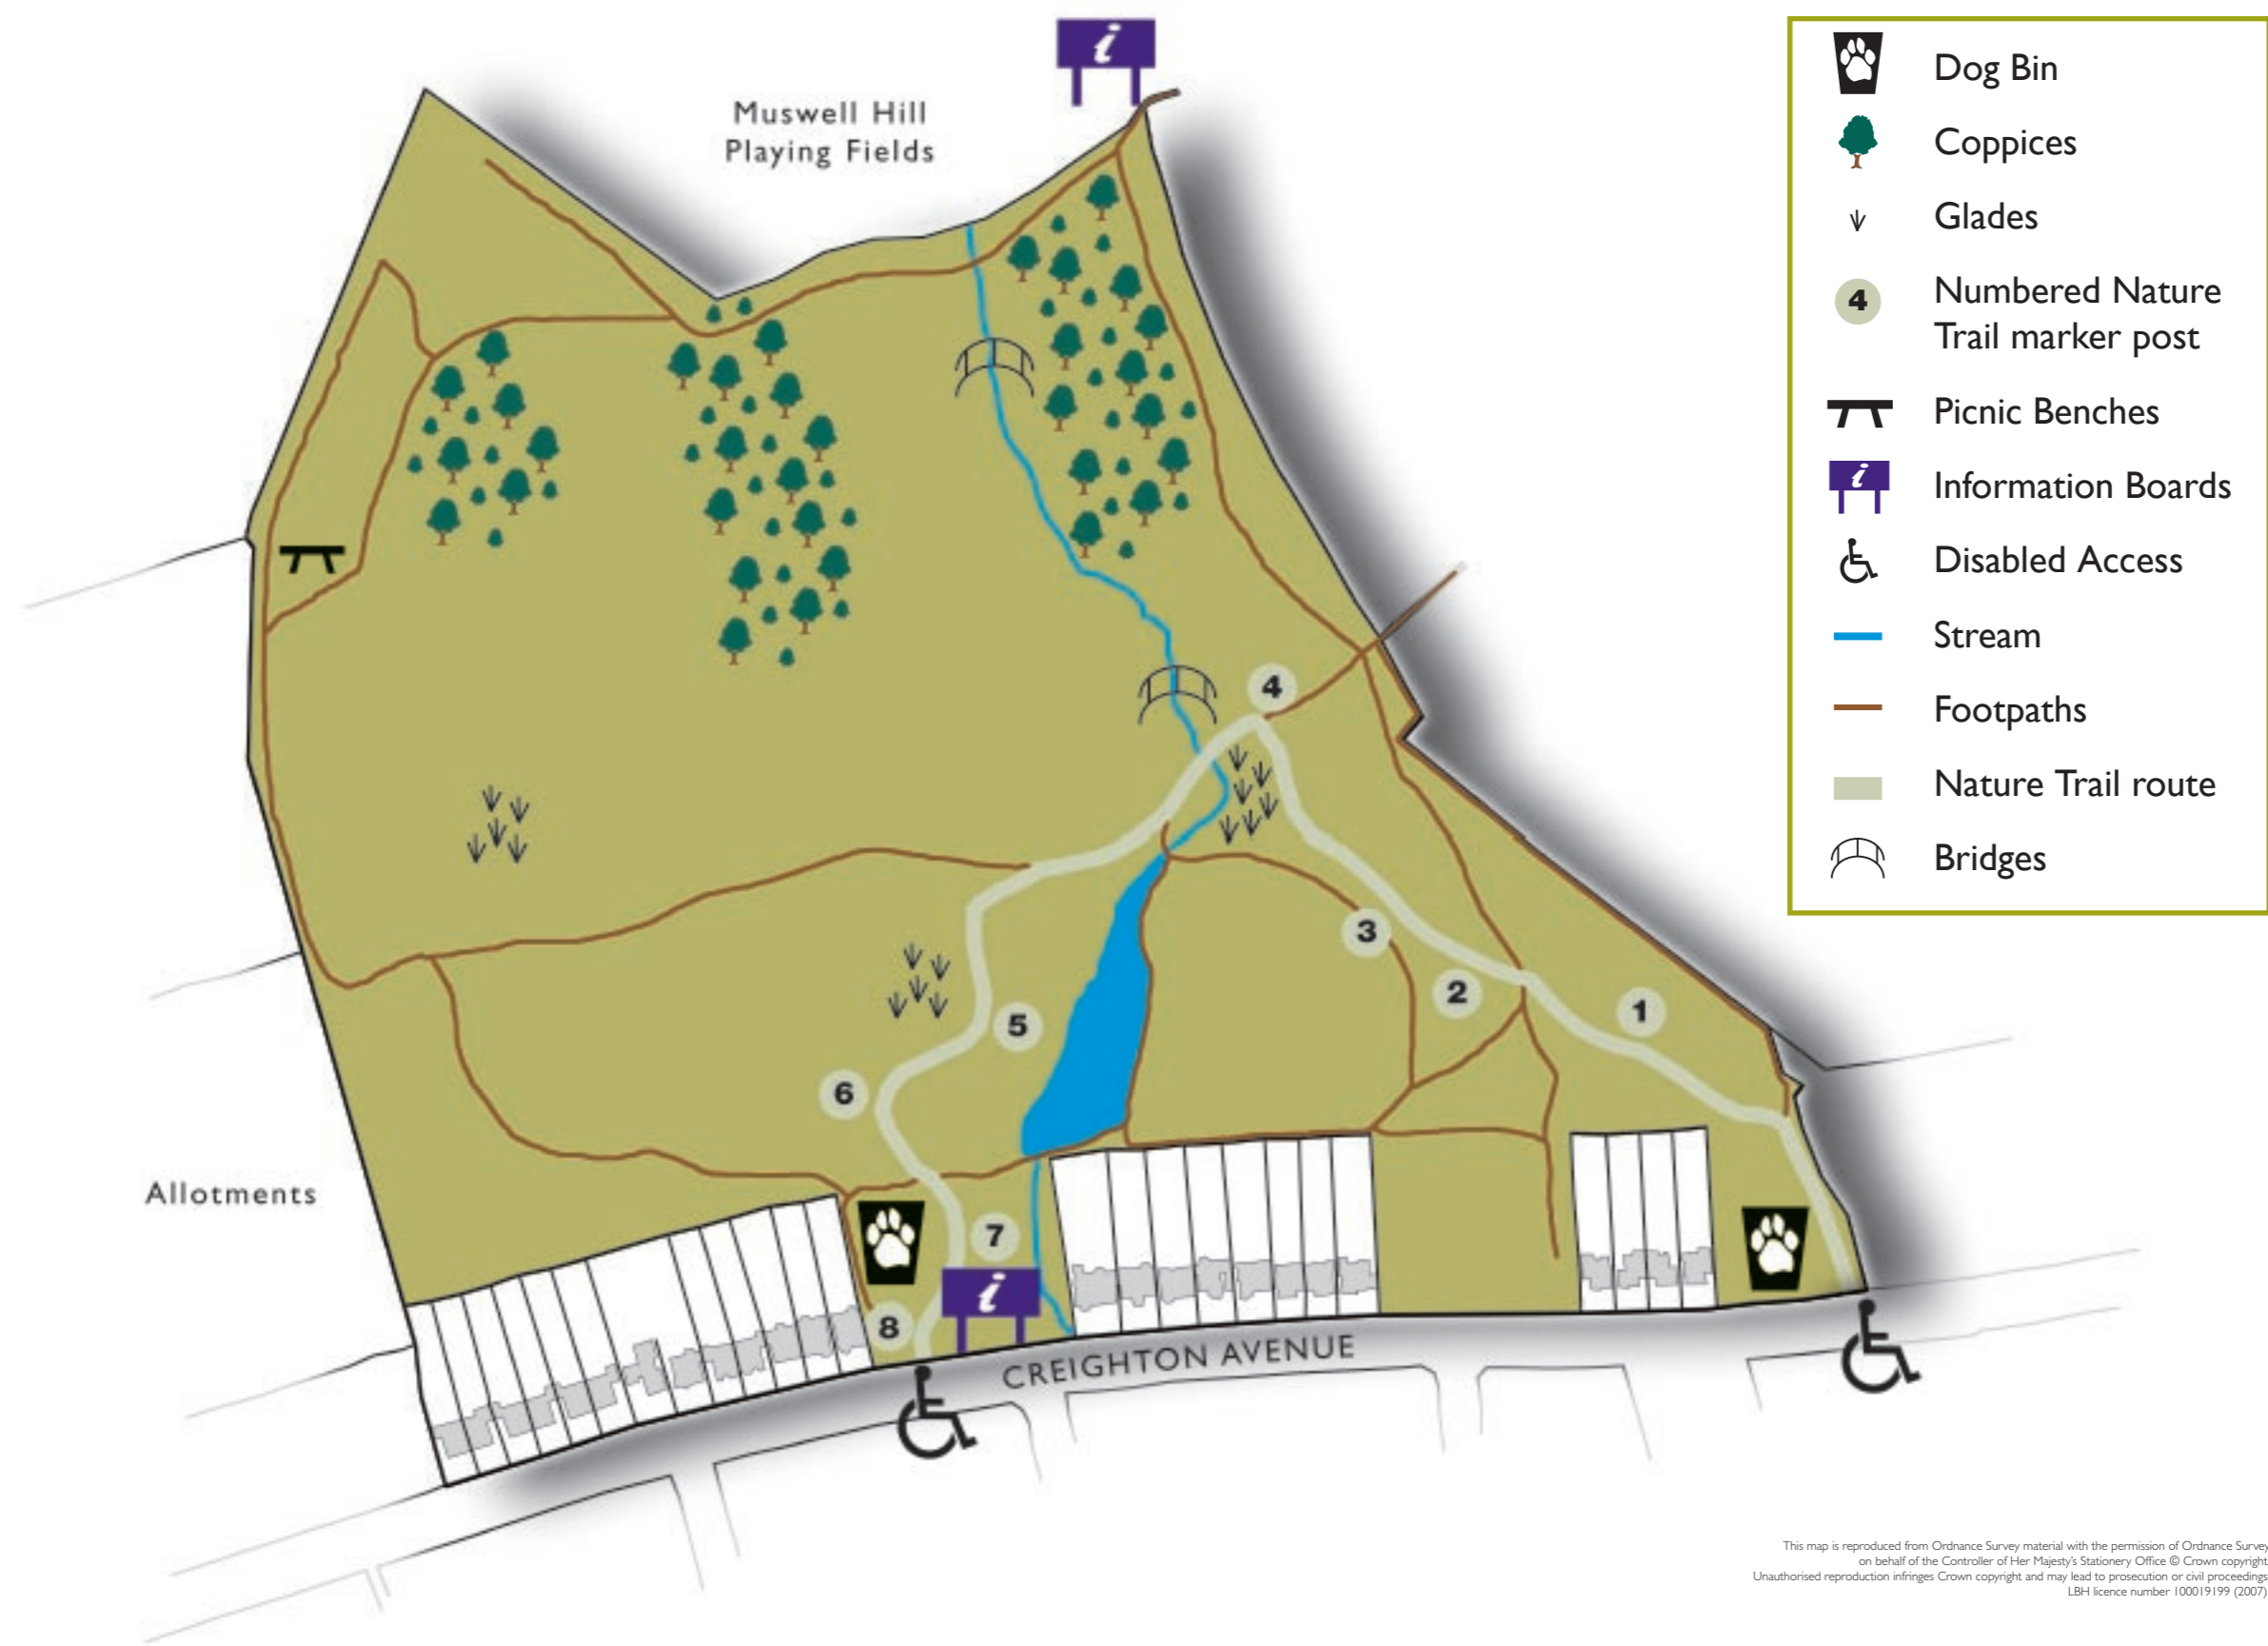 i
Muswell Hill
Playing Fields
Dog Bin
Coppices
Glades
4
Numbered Nature
Trail marker post
Picnic Benches
i
Information Boards
Disabled Access
Stream
Footpaths
Nature Trail route
Bridges
4
3
2
1
5
6
Allotments
7
i
8
CREIGHTON AVENUE
This map is reproduced from Ordnance Survey material with the permission of Ordnance Survey
on behalf of the Controller of Her Majesty's Stationery Office © Crown copyright
Unauthorised reproduction infringes Crown copyright and may lead to prosecution or civil proceedings
LBH licence number 100019199 (2007)